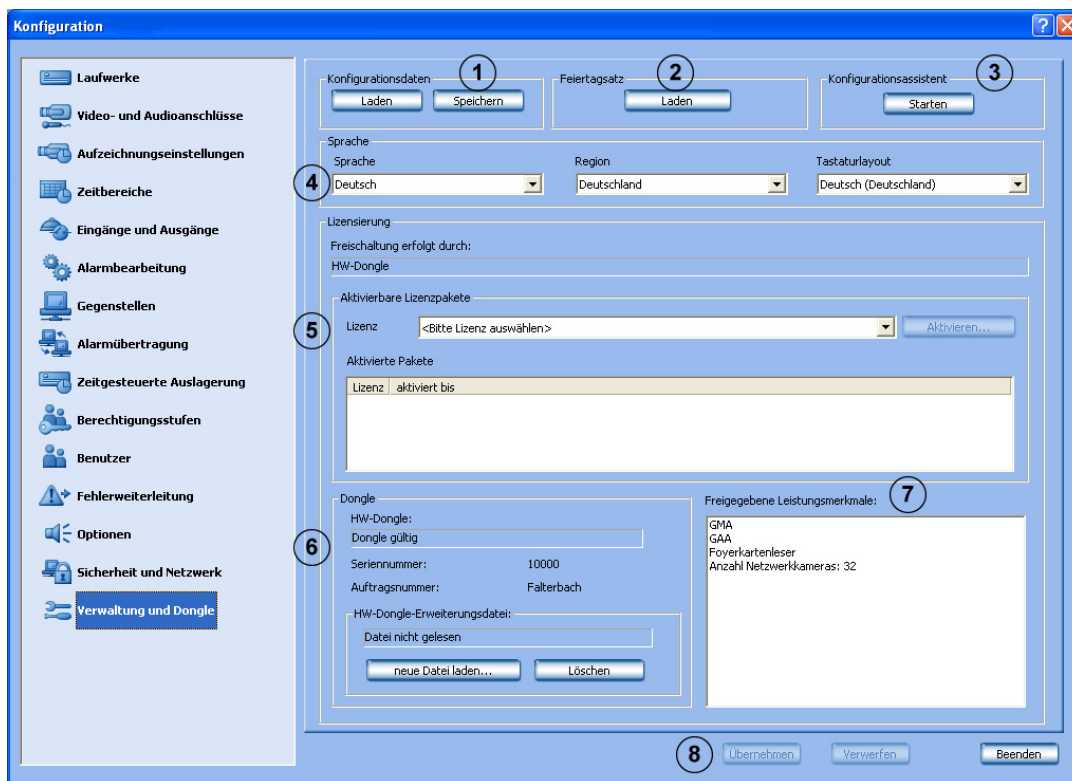 Konfiguration
?
X
Laufwerke
Video- und Audioanschlüsse
Aufzeichnungseinstellungen
Zeitbereiche
Eingänge und Ausgänge
Alarmbearbeitung
Gegenstellen
Alarmübertragung
Zeitgesteuerte Auslagerung
Berechtigungsstufen
Benutzer
Fehlerweiterleitung
Optionen
Sicherheit und Netzwerk
Verwaltung und Dongle
Konfigurationsdaten
1
Laden
Speichern
Feiertagsatz
2
Laden
Konfigurationsassistent
3
Starten
Sprache
4
Sprache
Deutsch
Region
Deutschland
Tastaturlayout
Deutsch (Deutschland)
Lizensierung
Freischaltung erfolgt durch:
HW-Dongle
Aktivierbare Lizenzpakete
5
Lizenz
<Bitte Lizenz auswählen>
Aktivieren...
Aktivierte Pakete
Lizenz aktiviert bis
Dongle
6
HW-Dongle:
Dongle gültig
Seriennummer: 10000
Auftragsnummer: Falterbach
HW-Dongle-Erweiterungsdatei:
Datei nicht gelesen
neue Datei laden...
Löschen
Freigegebene Leistungsmerkmale:
7
GMA
GAA
Foyerkartenleser
Anzahl Netzwerkkameras: 32
8
Übernehmen
Verwerfen
Beenden